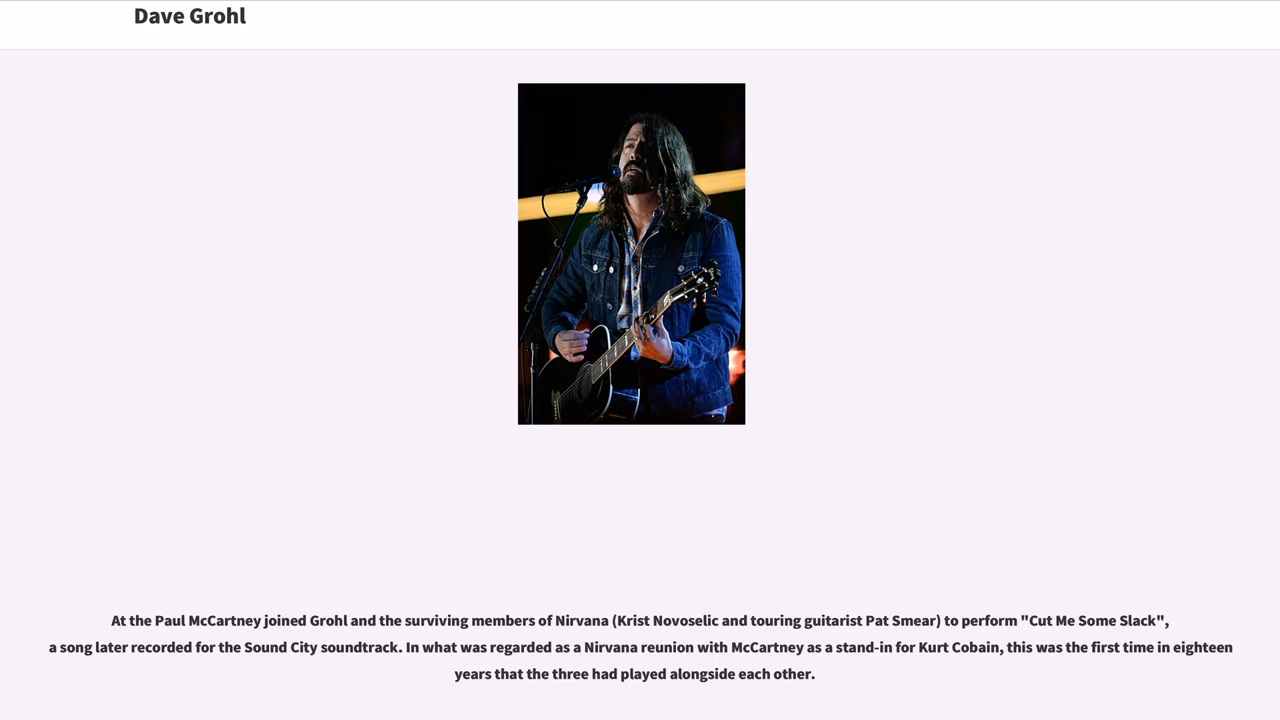 Dave Grohl
At the Paul McCartney joined Grohl and the surviving members of Nirvana (Krist Novoselic and touring guitarist Pat Smear) to perform "Cut Me Some Slack",
a song later recorded for the Sound City soundtrack. In what was regarded as a Nirvana reunion with McCartney as a stand-in for Kurt Cobain, this was the first time in eighteen
years that the three had played alongside each other.